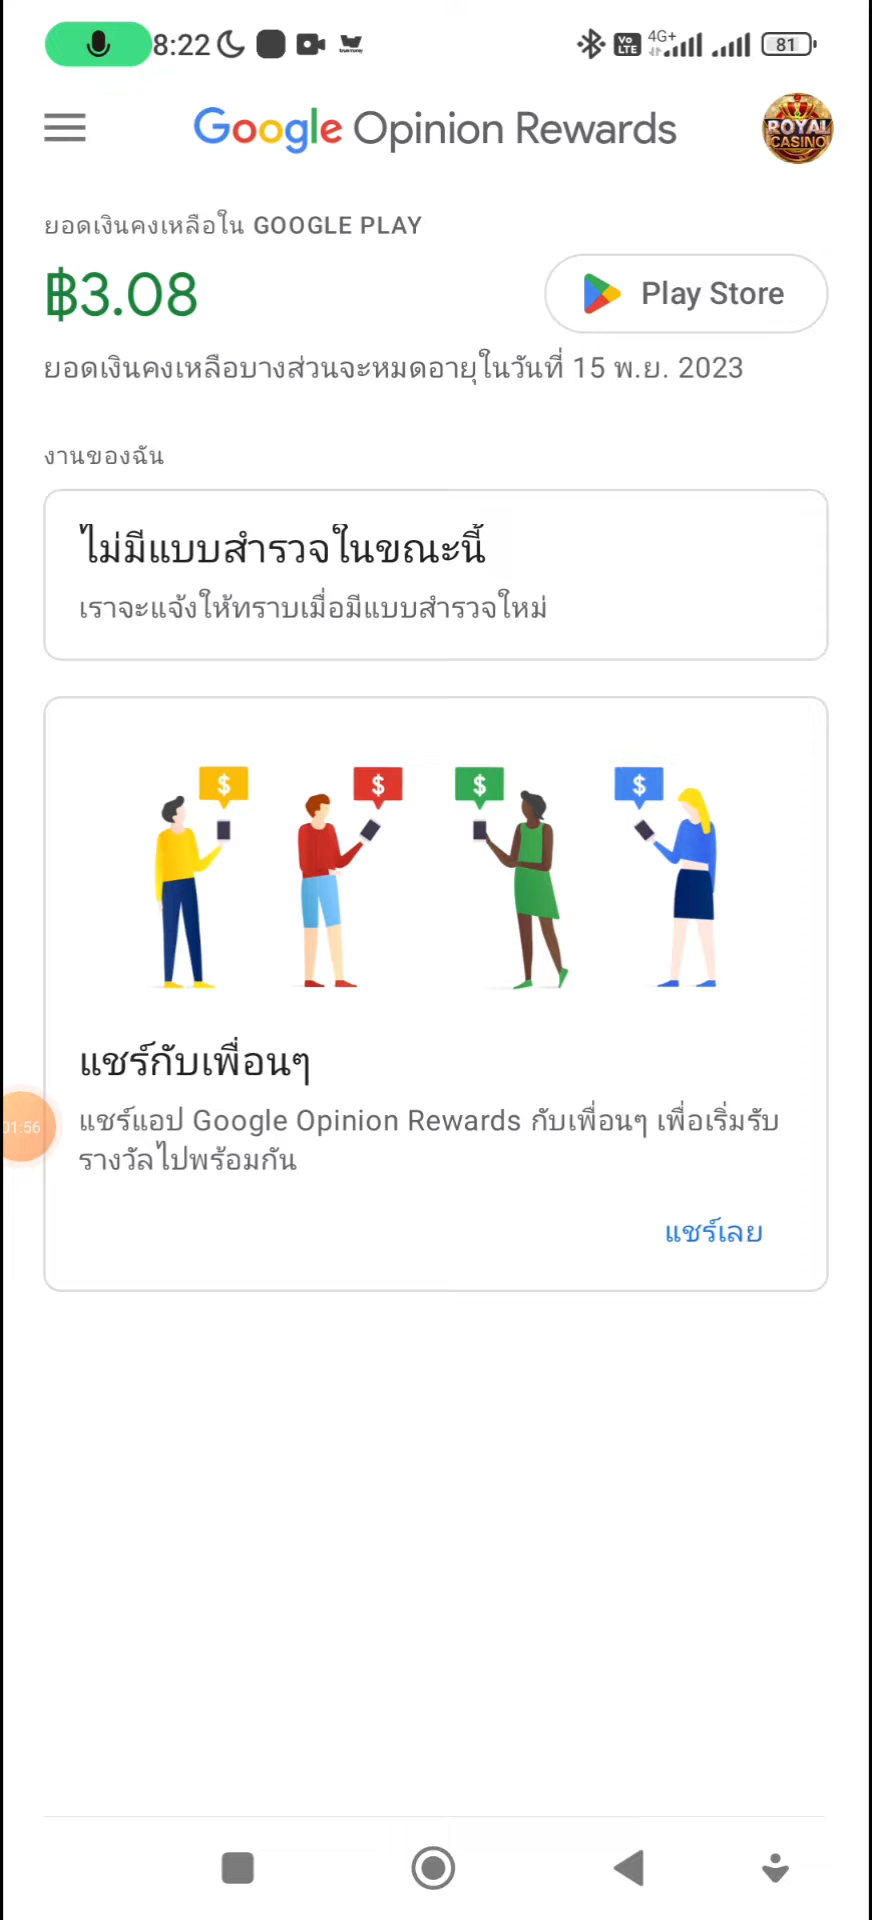 8:22
Vo LTE 4G+ 81
Google Opinion Rewards
ROYAL CASINO
ยอดเงินคงเหลือใน GOOGLE PLAY
฿3.08
Play Store
ยอดเงินคงเหลือบางส่วนจะหมดอายุในวันที่ 15 พ.ย. 2023
งานของฉัน
ไม่มีแบบสำรวจในขณะนี้
เราจะแจ้งให้ทราบเมื่อมีแบบสำรวจใหม่
$ $ $ $
แชร์กับเพื่อนๆ
แชร์แอป Google Opinion Rewards กับเพื่อนๆ เพื่อเริ่มรับ
01:56
รางวัลไปพร้อมกัน
แชร์เลย